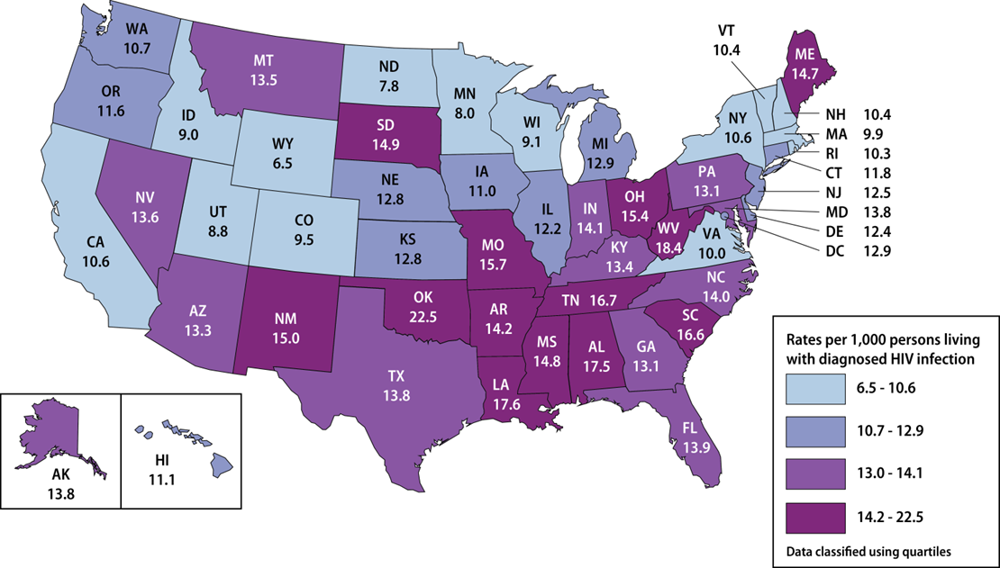 WA
10.7
OR
11.6
CA
10.6
NV
13.6
ID
9.0
MT
13.5
WY
6.5
UT
8.8
CO
9.5
AZ
13.3
NM
15.0
ND
7.8
SD
14.9
NE
12.8
KS
12.8
OK
22.5
TX
13.8
MN
8.0
IA
11.0
MO
15.7
AR
14.2
LA
17.6
WI
9.1
IL
12.2
MI
12.9
IN
14.1
OH
15.4
KY
13.4
TN 16.7
MS
14.8
AL
17.5
GA
13.1
FL
13.9
SC
16.6
NC
14.0
VA
10.0
WV
18.4
PA
13.1
NY
10.6
VT
10.4
ME
14.7
NH 10.4
MA 9.9
RI 10.3
CT 11.8
NJ 12.5
MD 13.8
DE 12.4
DC 12.9
AK
13.8
HI
11.1
Rates per 1,000 persons living
with diagnosed HIV infection
6.5 - 10.6
10.7 - 12.9
13.0 - 14.1
14.2 - 22.5
Data classified using quartiles